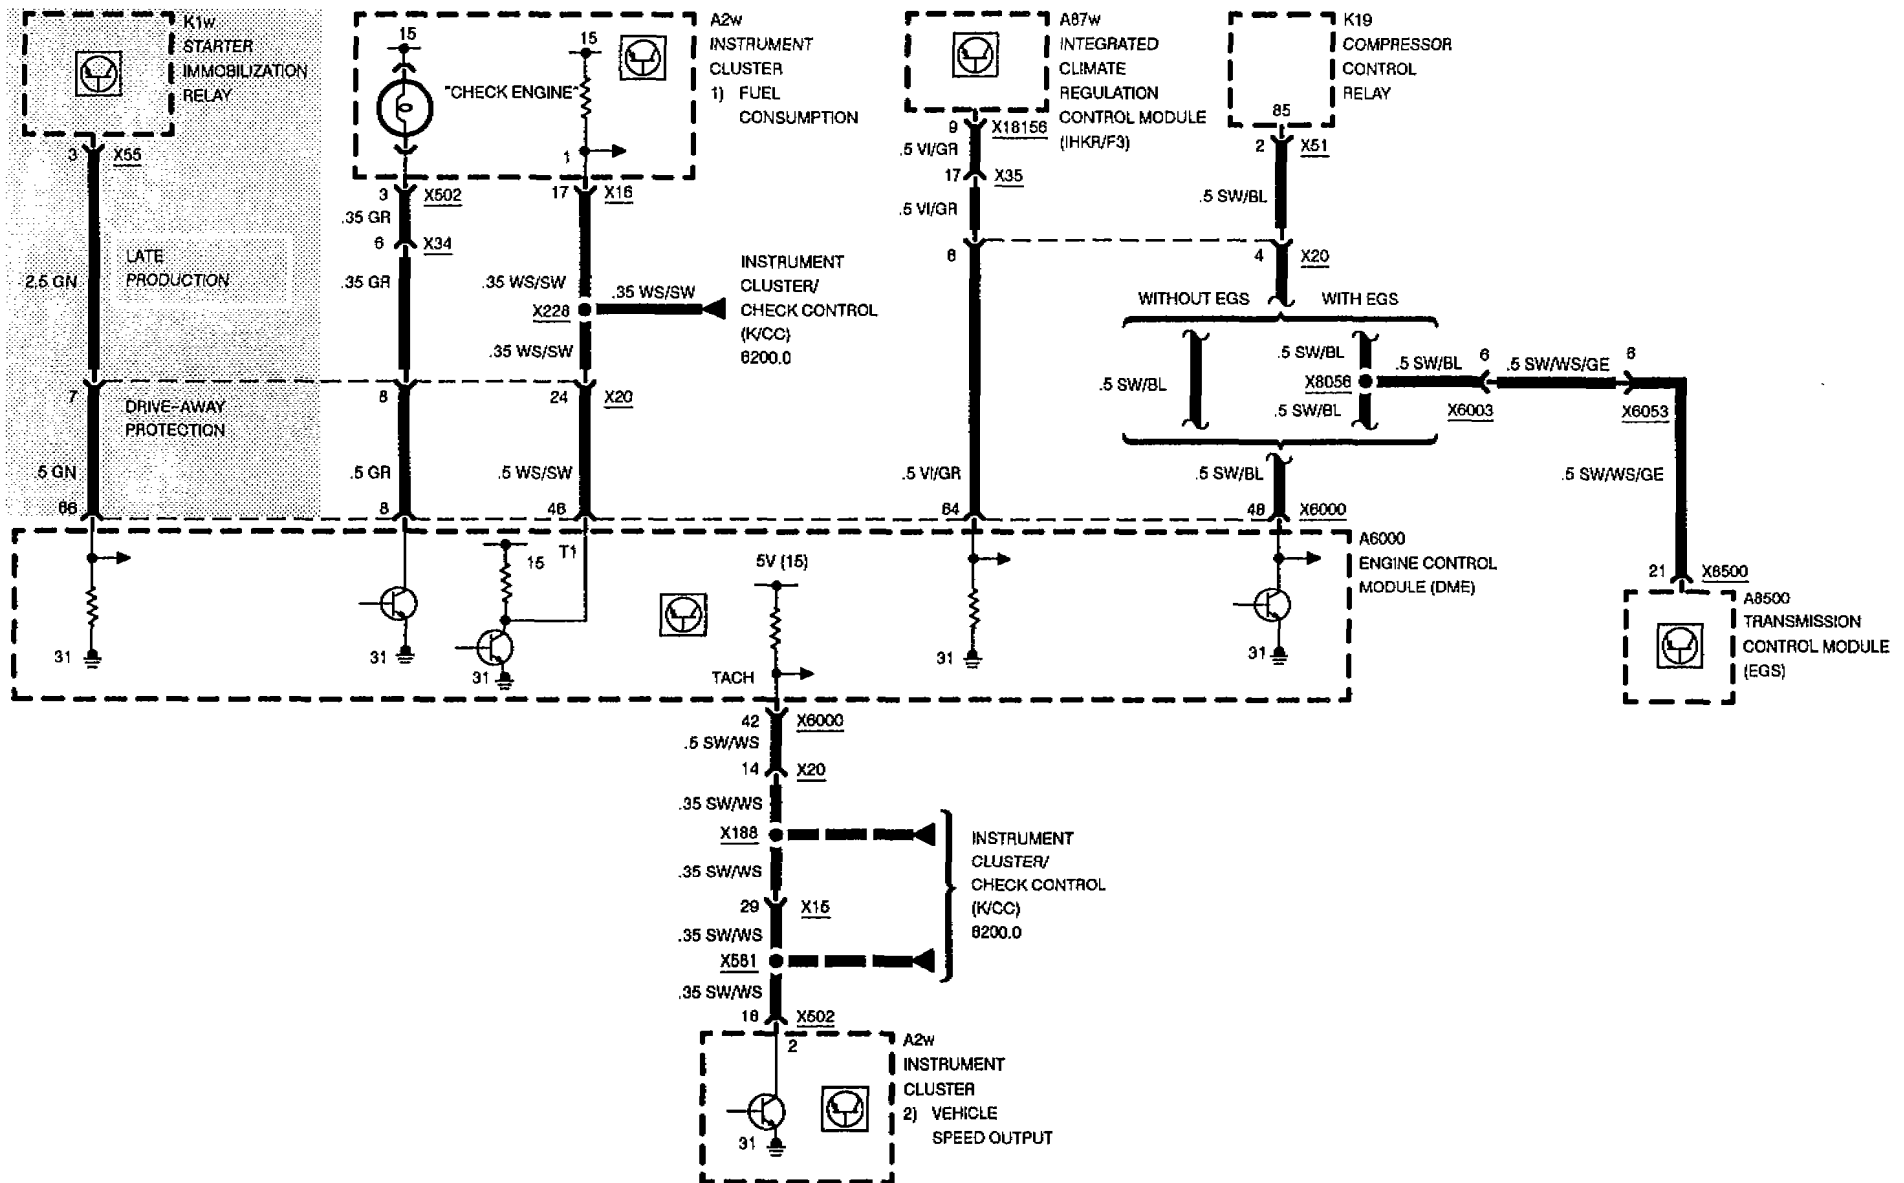 K1w
STARTER
IMMOBILIZATION
RELAY
3 X55
2.5 GN
LATE
PRODUCTION
7
DRIVE-AWAY
PROTECTION
.5 GN
66
15
"CHECK ENGINE"
15
1
A2w
INSTRUMENT
CLUSTER
1) FUEL
CONSUMPTION
3 X502
.35 GR
6 X34
.35 GR
8
.5 GR
8
17 X16
.35 WS/SW
X228
.35 WS/SW
INSTRUMENT
CLUSTER/
CHECK CONTROL
(K/CC)
6200.0
.35 WS/SW
24 X20
.5 WS/SW
46
A87w
INTEGRATED
CLIMATE
REGULATION
CONTROL MODULE
(IHKR/F3)
9 X18156
.5 VI/GR
17 X35
.5 VI/GR
6
.5 VI/GR
64
K19
COMPRESSOR
CONTROL
RELAY
85
2 X51
.5 SW/BL
4 X20
WITHOUT EGS WITH EGS
.5 SW/BL
.5 SW/BL
X8056
.5 SW/BL
.5 SW/BL
6
X6003
.5 SW/WS/GE
6
X6053
.5 SW/BL
48 X6000
.5 SW/WS/GE
21 X8500
A8500
TRANSMISSION
CONTROL MODULE
(EGS)
A6000
ENGINE CONTROL
MODULE (DME)
31
31
15
T1
31
5V (15)
TACH
31
31
42 X6000
.5 SW/WS
14 X20
.35 SW/WS
X188
.35 SW/WS
29 X15
.35 SW/WS
X581
.35 SW/WS
18 X502
INSTRUMENT
CLUSTER/
CHECK CONTROL
(K/CC)
6200.0
2
31
A2w
INSTRUMENT
CLUSTER
2) VEHICLE
SPEED OUTPUT